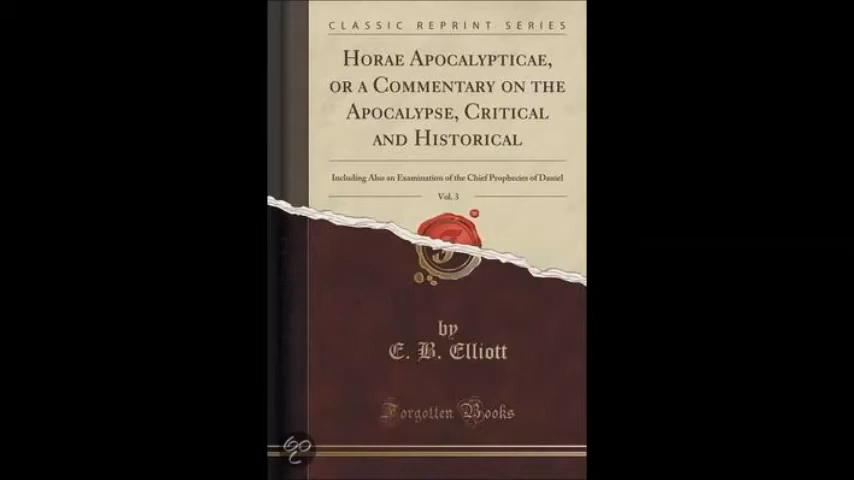 CLASSIC REPRINT SERIES
HORAE APOCALYPTICAE,
OR A COMMENTARY ON THE
APOCALYPSE, CRITICAL
AND HISTORICAL
Including Also an Examination of the Chief Prophecies of Daniel
Vol. 3
F
by
E. B. Elliott
Forgotten Books